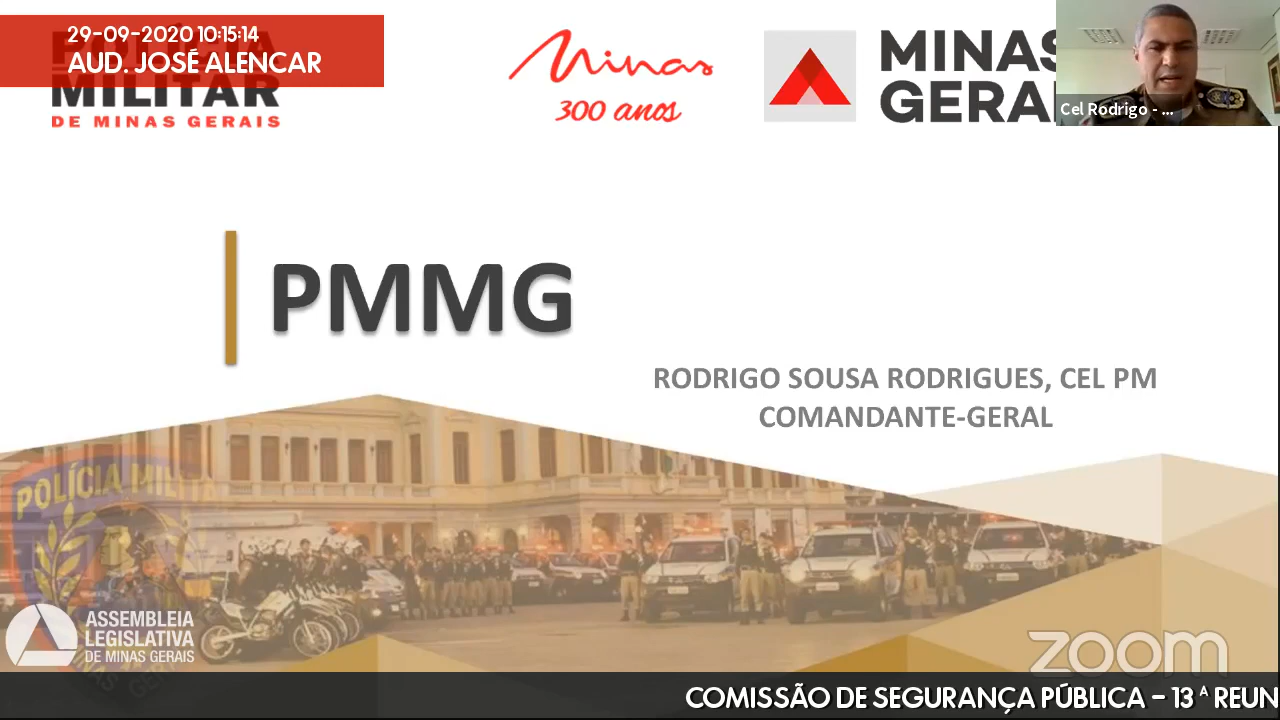 29-09-2020 10:15:14
AUD. JOSÉ ALENCAR
POLÍCIA
MILITAR
DE MINAS GERAIS
Minas
300 anos
MINAS
GERA
Cel Rodrigo - ...
PMMG
RODRIGO SOUSA RODRIGUES, CEL PM
COMANDANTE-GERAL
POLÍCIA MILITA
ASSEMBLEIA
LEGISLATIVA
DE MINAS GERAIS
zoom
COMISSÃO DE SEGURANÇA PÚBLICA – 13ª REUN